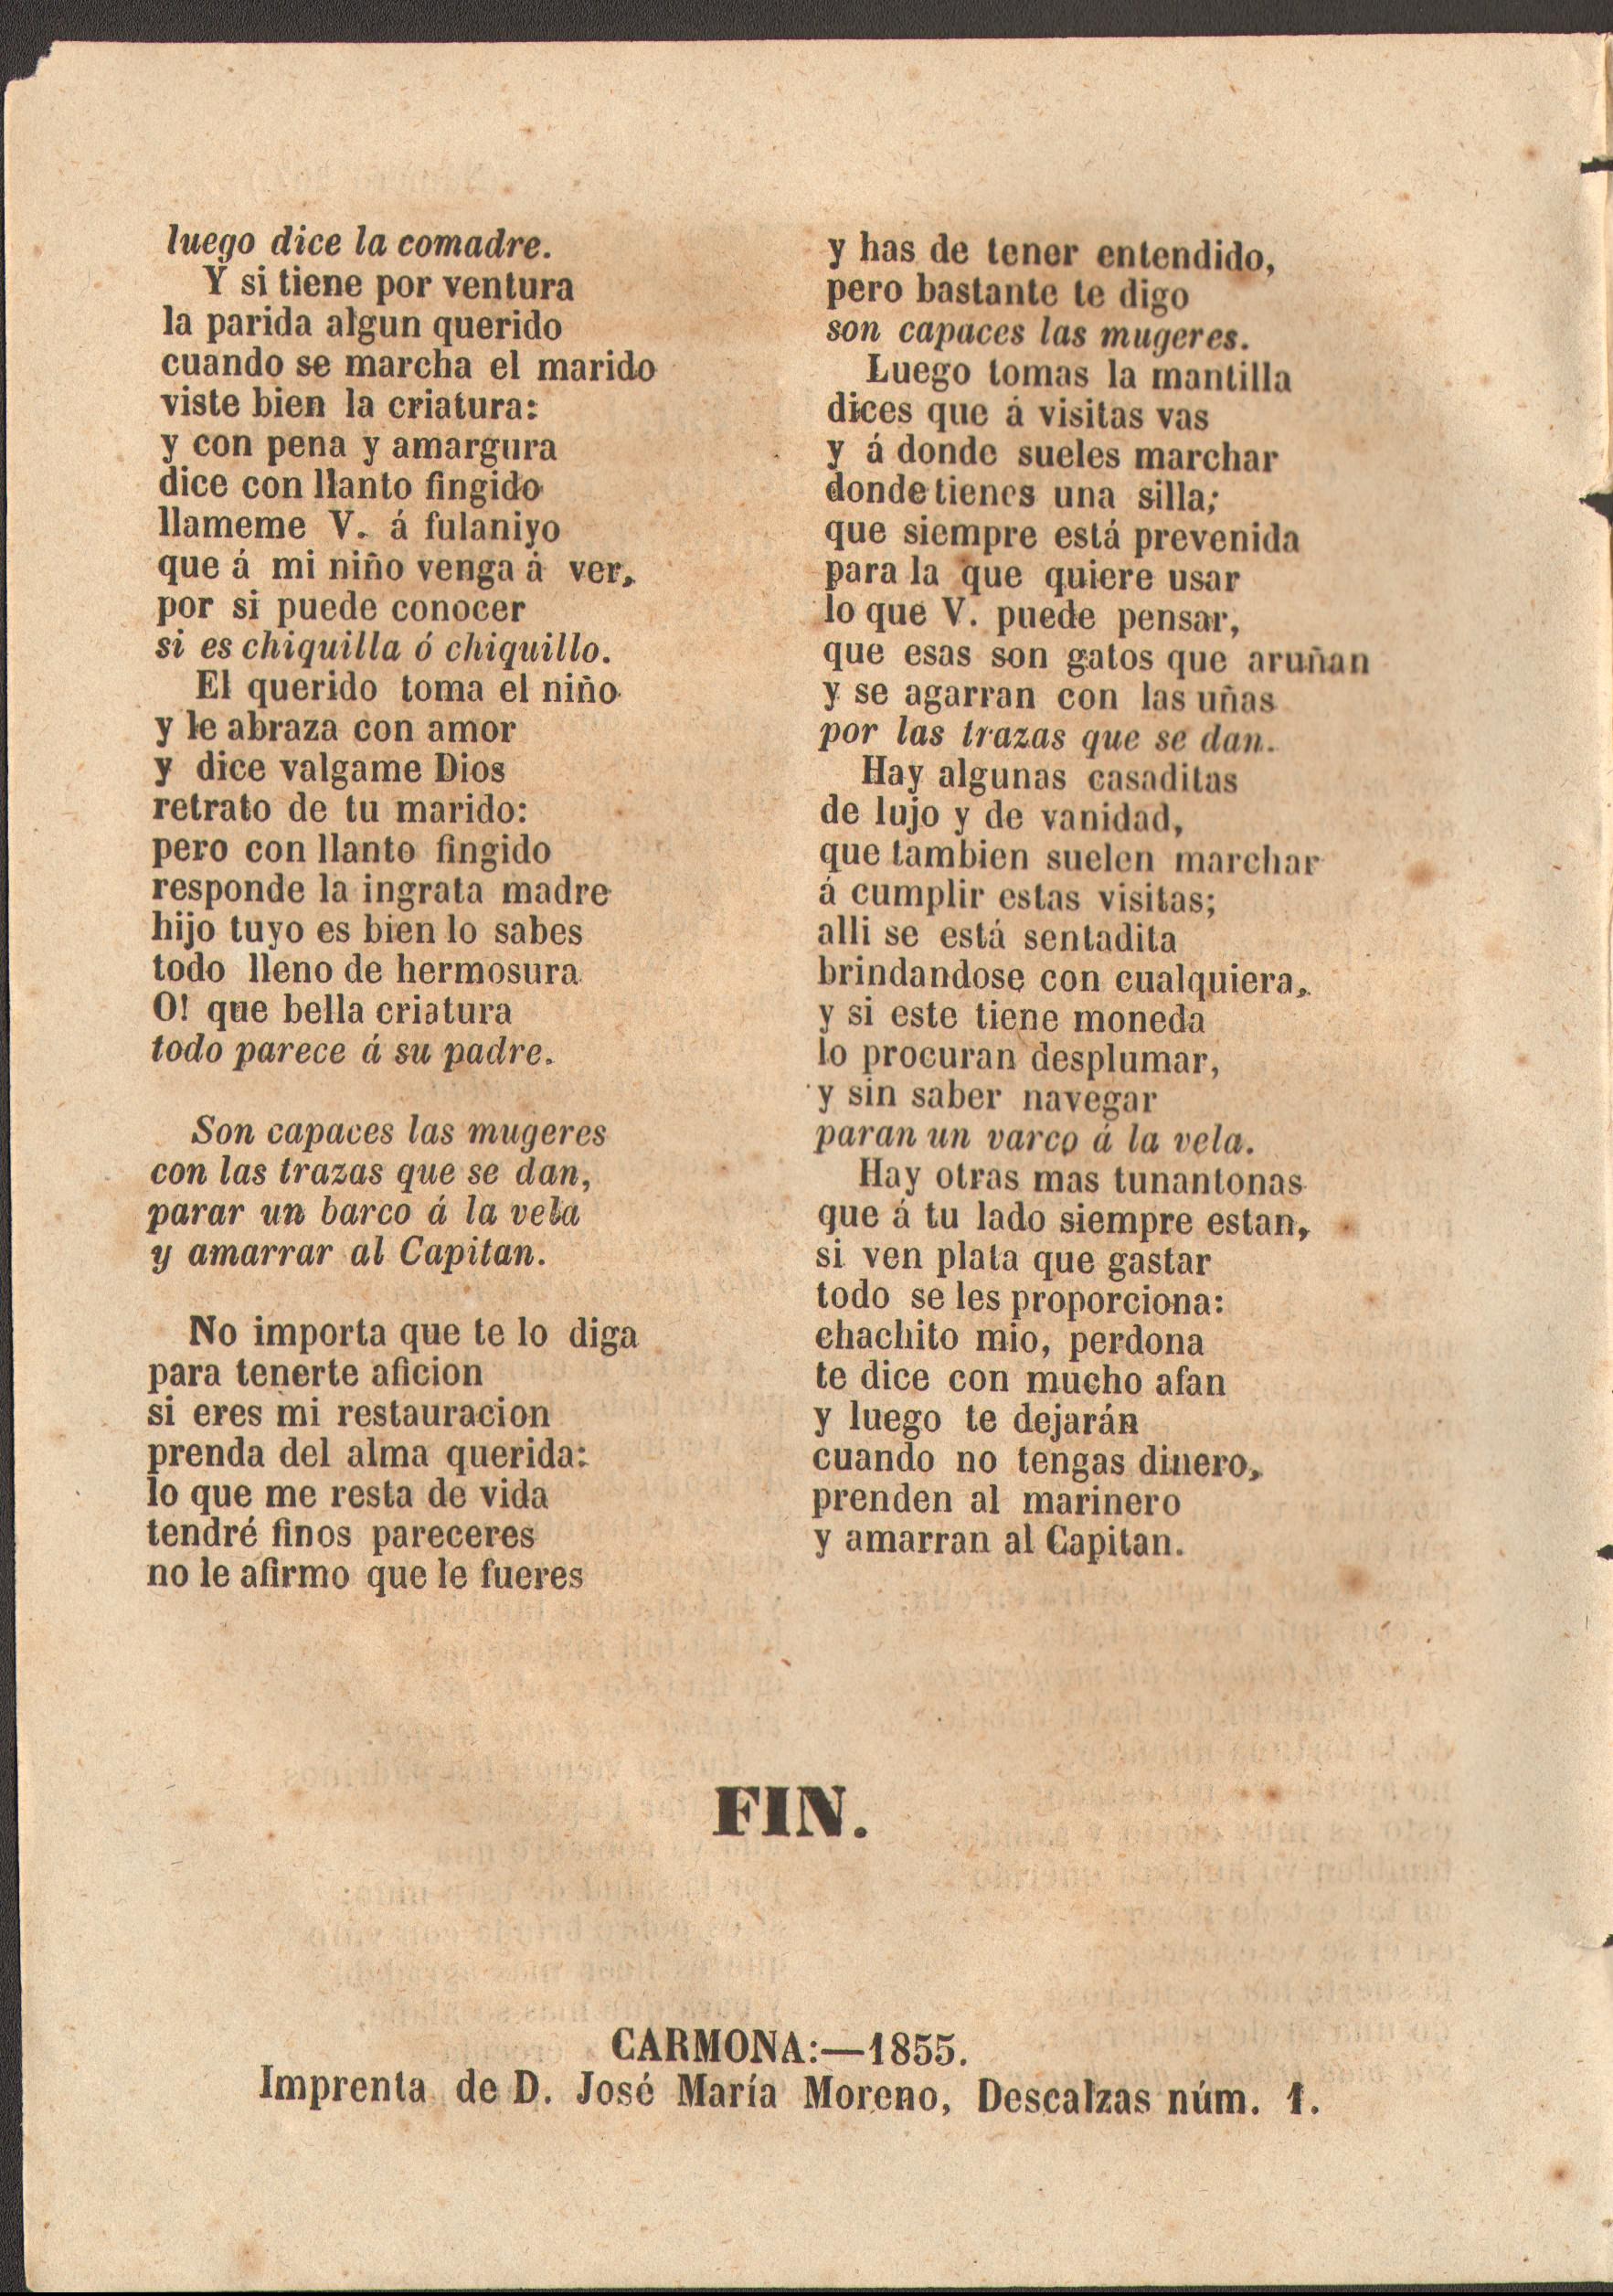 luego dice la comadre.
Y si tiene por ventura
la parida algun querido
cuando se marcha el marido
viste bien la criatura:
y con pena y amargura
dice con llanto fingido
llameme V. á fulaniyo
que á mi niño venga á ver,
por si puede conocer
si es chiquilla ó chiquillo.
El querido toma el niño
y le abraza con amor
y dice valgame Dios
retrato de tu marido:
pero con llanto fingido
responde la ingrata madre
hijo tuyo es bien lo sabes
todo lleno de hermosura
O! que bella criatura
todo parece á su padre.
Son capaces las mugeres
con las trazas que se dan,
parar un barco á la vela
y amarrar al Capitan.
No importa que te lo diga
para tenerte aficion
si eres mi restauracion
prenda del alma querida:
lo que me resta de vida
tendré finos pareceres
no le afirmo que le fueres
y has de tener entendido,
pero bastante te digo
son capaces las mugeres.
Luego tomas la mantilla
dices que á visitas vas
y á donde sueles marchar
donde tienes una silla;
que siempre está prevenida
para la que quiere usar
lo que V. puede pensar,
que esas son gatos que aruñan
y se agarran con las uñas
por las trazas que se dan.
Hay algunas casaditas
de lujo y de vanidad,
que tambien suelen marchar
á cumplir estas visitas;
alli se está sentadita
brindandose con cualquiera,
y si este tiene moneda
lo procuran desplumar,
y sin saber navegar
paran un varco á la vela.
Hay otras mas tunantonas
que á tu lado siempre estan,
si ven plata que gastar
todo se les proporciona:
chachito mio, perdona
te dice con mucho afan
y luego te dejarán
cuando no tengas dinero,
prenden al marinero
y amarran al Capitan.
FIN.
CARMONA:—1855.
Imprenta de D. José María Moreno, Descalzas núm. 1.